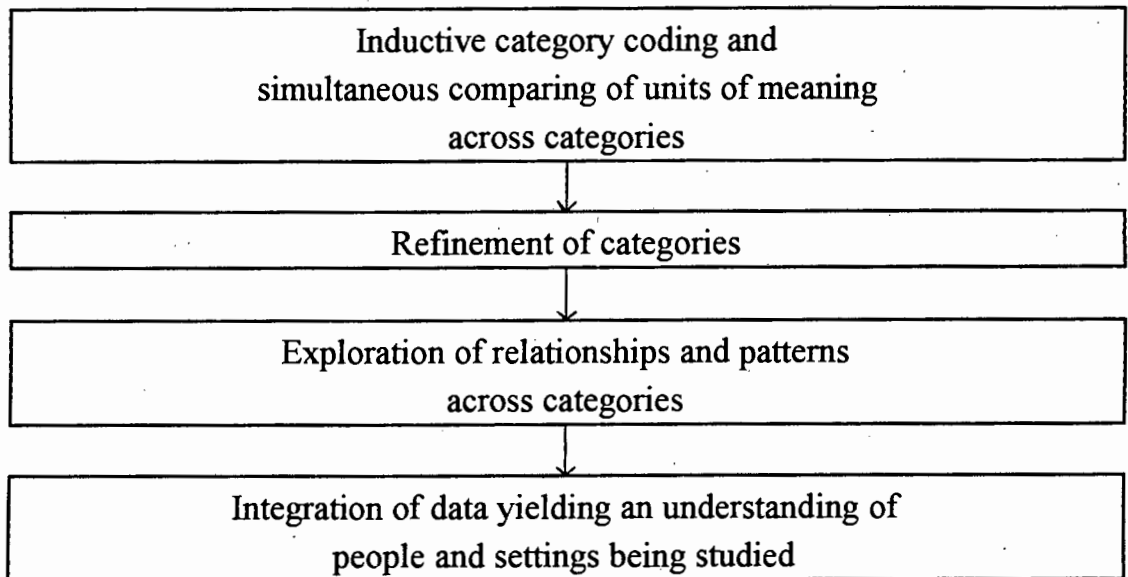 Inductive category coding and
simultaneous comparing of units of meaning
across categories
Refinement of categories
Exploration of relationships and patterns
across categories
Integration of data yielding an understanding of
people and settings being studied